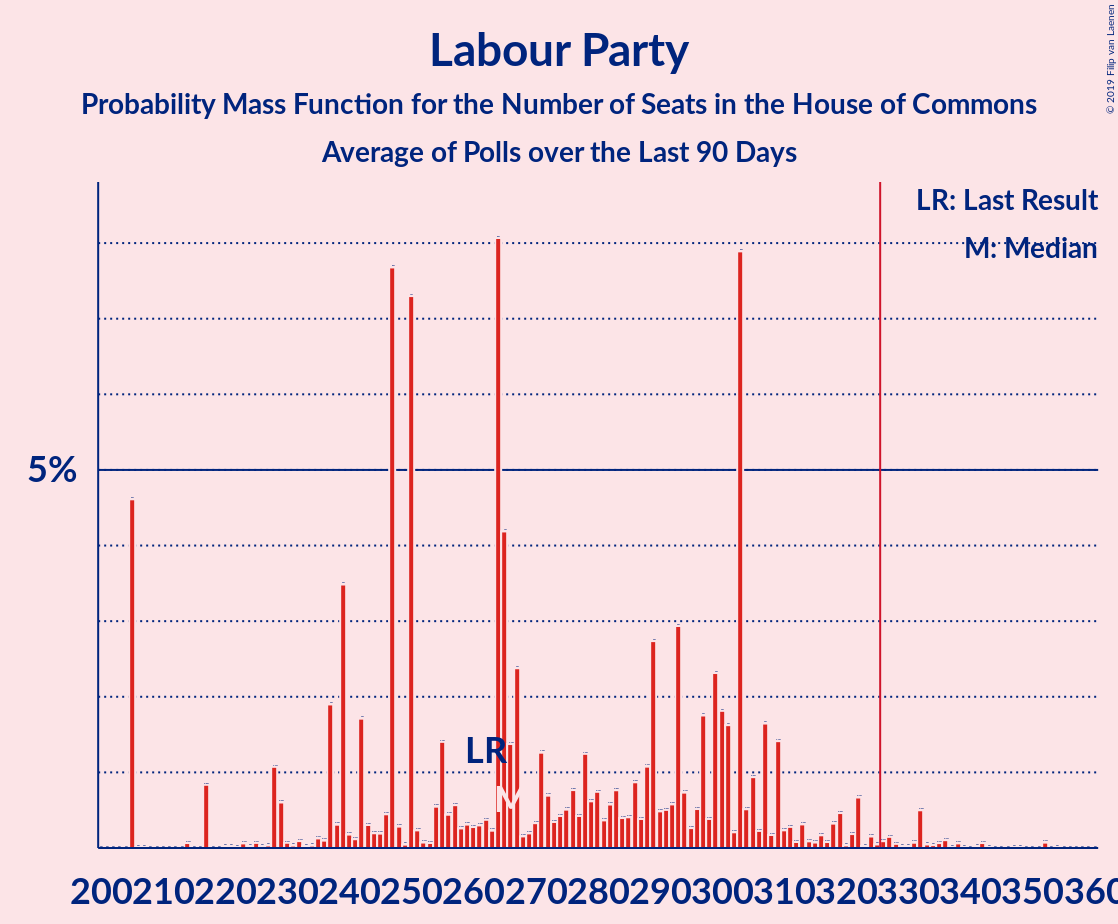 Labour Party
Probability Mass Function for the Number of Seats in the House of Commons
Average of Polls over the Last 90 Days
© 2019 Filip van Laenen
LR: Last Result
M: Median
5%
LR
M
200 210 220 230 240 250 260 270 280 290 300 310 320 330 340 350 360